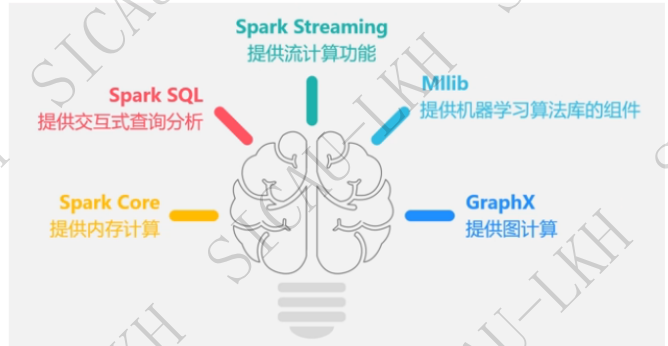 Spark Streaming
提供流计算功能
Spark SQL
提供交互式查询分析
Mllib
提供机器学习算法库的组件
Spark Core
提供内存计算
GraphX
提供图计算
SICAU-LKH
SICAU-LKH